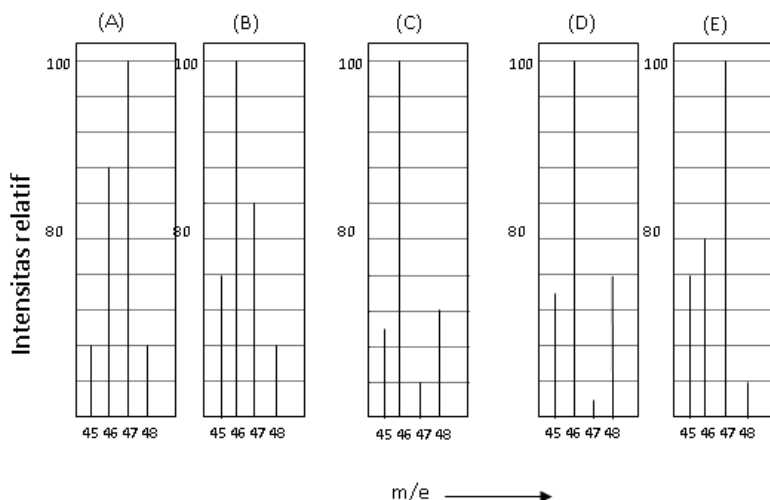 (A) (B) (C) (D) (E)
100 100 100 100 100
80 80 80 80 80
Intensitas relatif
45 46 47 48 45 46 47 48 45 46 47 48 45 46 47 48 45 46 47 48
m/e